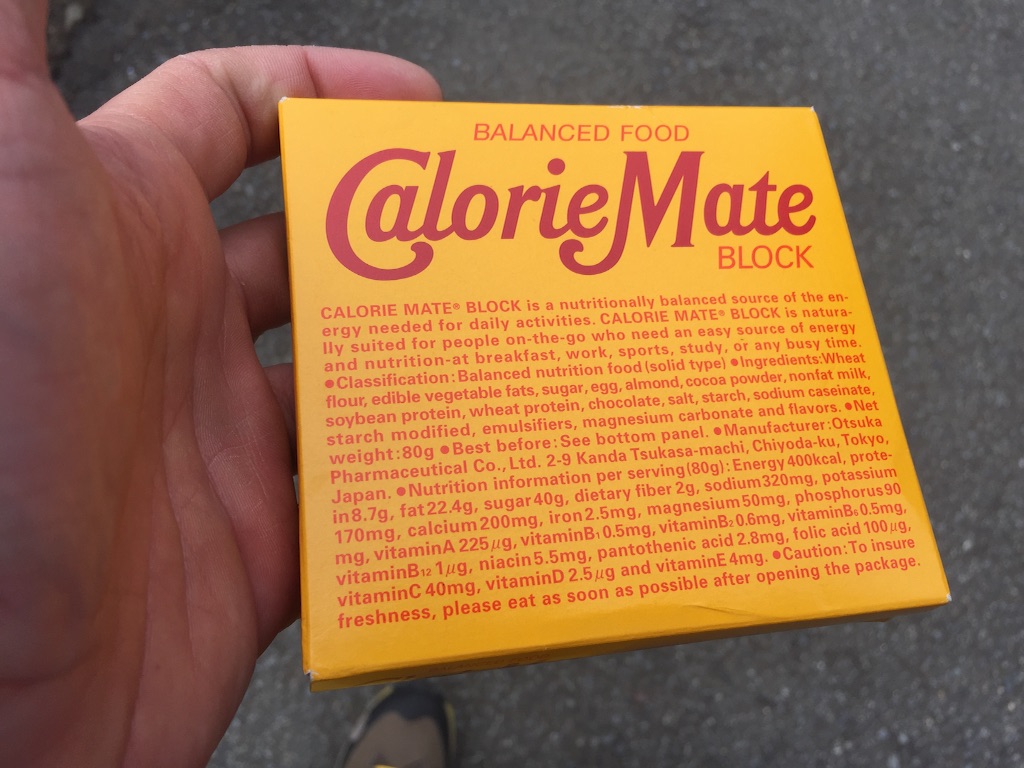 BALANCED FOOD
CalorieMate
BLOCK
CALORIE MATE® BLOCK is a nutritionally balanced source of the en-
ergy needed for daily activities. CALORIE MATE® BLOCK is natura-
lly suited for people on-the-go who need an easy source of energy
and nutrition-at breakfast, work, sports, study, or any busy time.
●Classification:Balanced nutrition food(solid type) ●Ingredients:Wheat
flour, edible vegetable fats, sugar, egg, almond, cocoa powder, nonfat milk,
soybean protein, wheat protein, chocolate, salt, starch, sodium caseinate,
starch modified, emulsifiers, magnesium carbonate and flavors. ●Net
weight:80g ●Best before:See bottom panel. ●Manufacturer:Otsuka
Pharmaceutical Co., Ltd. 2-9 Kanda Tsukasa-machi, Chiyoda-ku, Tokyo,
Japan. ●Nutrition information per serving(80g): Energy 400kcal, prote-
in 8.7g, fat 22.4g, sugar 40g, dietary fiber 2g, sodium 320mg, potassium
170mg, calcium 200mg, iron 2.5mg, magnesium 50mg, phosphorus 90
mg, vitaminA 225μg, vitaminB₁ 0.5mg, vitaminB₂ 0.6mg, vitaminB₆ 0.5mg,
vitaminB₁₂ 1μg, niacin 5.5mg, pantothenic acid 2.8mg, folic acid 100μg,
vitaminC 40mg, vitaminD 2.5μg and vitaminE 4mg. ●Caution:To insure
freshness, please eat as soon as possible after opening the package.